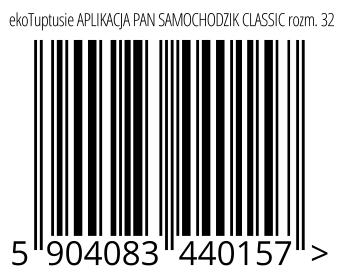 ekoTuptusie APLIKACJA PAN SAMOCHODZIK CLASSIC rozm. 32
5 904083 440157 >